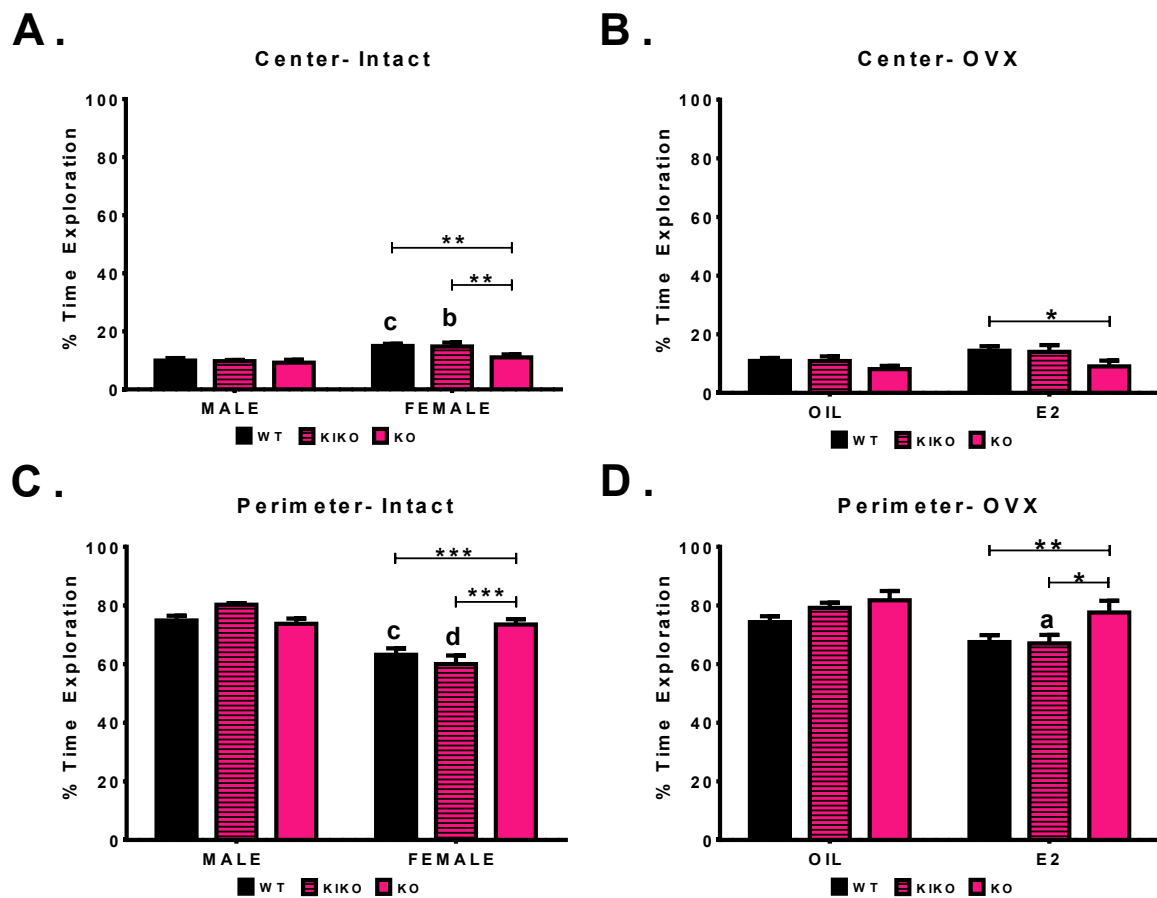 A.
Center- Intact
% Time Exploration
100
80
60
40
20
0
**
**
c b
MALE FEMALE
WT KIKO KO
B.
Center- OVX
% Time Exploration
100
80
60
40
20
0
*
OIL E2
WT KIKO KO
C.
Perimeter- Intact
% Time Exploration
100
80
60
40
20
0
***
***
c d
MALE FEMALE
WT KIKO KO
D.
Perimeter- OVX
% Time Exploration
100
80
60
40
20
0
**
*
a
OIL E2
WT KIKO KO